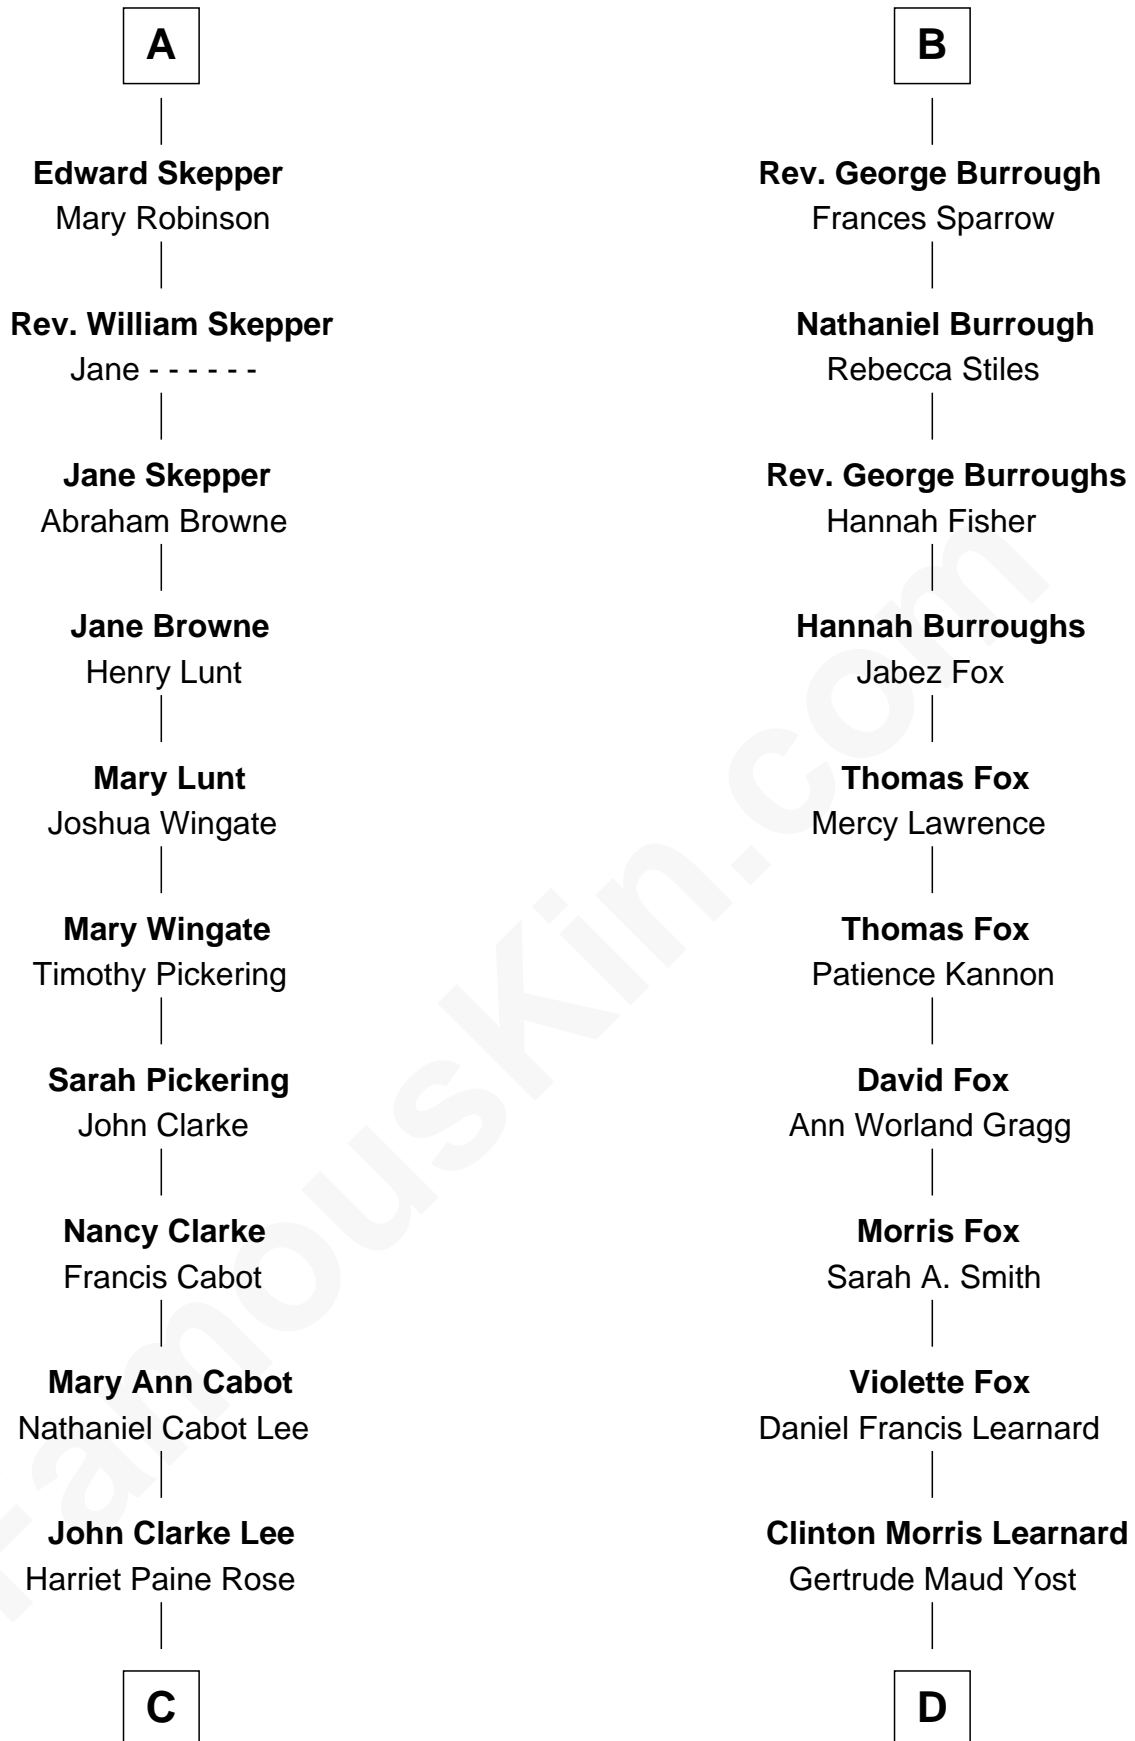 A
Edward Skepper
Mary Robinson
Rev. William Skepper
Jane - - - - - -
Jane Skepper
Abraham Browne
Jane Browne
Henry Lunt
Mary Lunt
Joshua Wingate
Mary Wingate
Timothy Pickering
Sarah Pickering
John Clarke
Nancy Clarke
Francis Cabot
Mary Ann Cabot
Nathaniel Cabot Lee
John Clarke Lee
Harriet Paine Rose
C
B
Rev. George Burrough
Frances Sparrow
Nathaniel Burrough
Rebecca Stiles
Rev. George Burroughs
Hannah Fisher
Hannah Burroughs
Jabez Fox
Thomas Fox
Mercy Lawrence
Thomas Fox
Patience Kannon
David Fox
Ann Worland Gragg
Morris Fox
Sarah A. Smith
Violette Fox
Daniel Francis Learnard
Clinton Morris Learnard
Gertrude Maud Yost
D
FamousKin.com